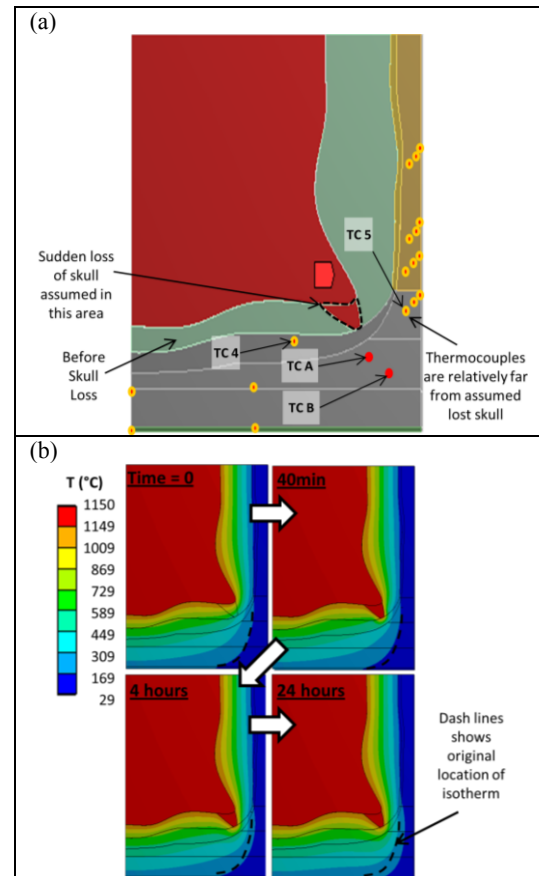 (a)
TC 5
Sudden loss
of skull
assumed in
this area
Before
Skull
Loss
TC 4
TC A
TC B
Thermocouples
are relatively far
from assumed
lost skull
(b)
T (°C)
1150
1149
1009
869
729
589
449
309
169
29
Time = 0
40min
4 hours
24 hours
Dash lines
shows
original
location of
isotherm